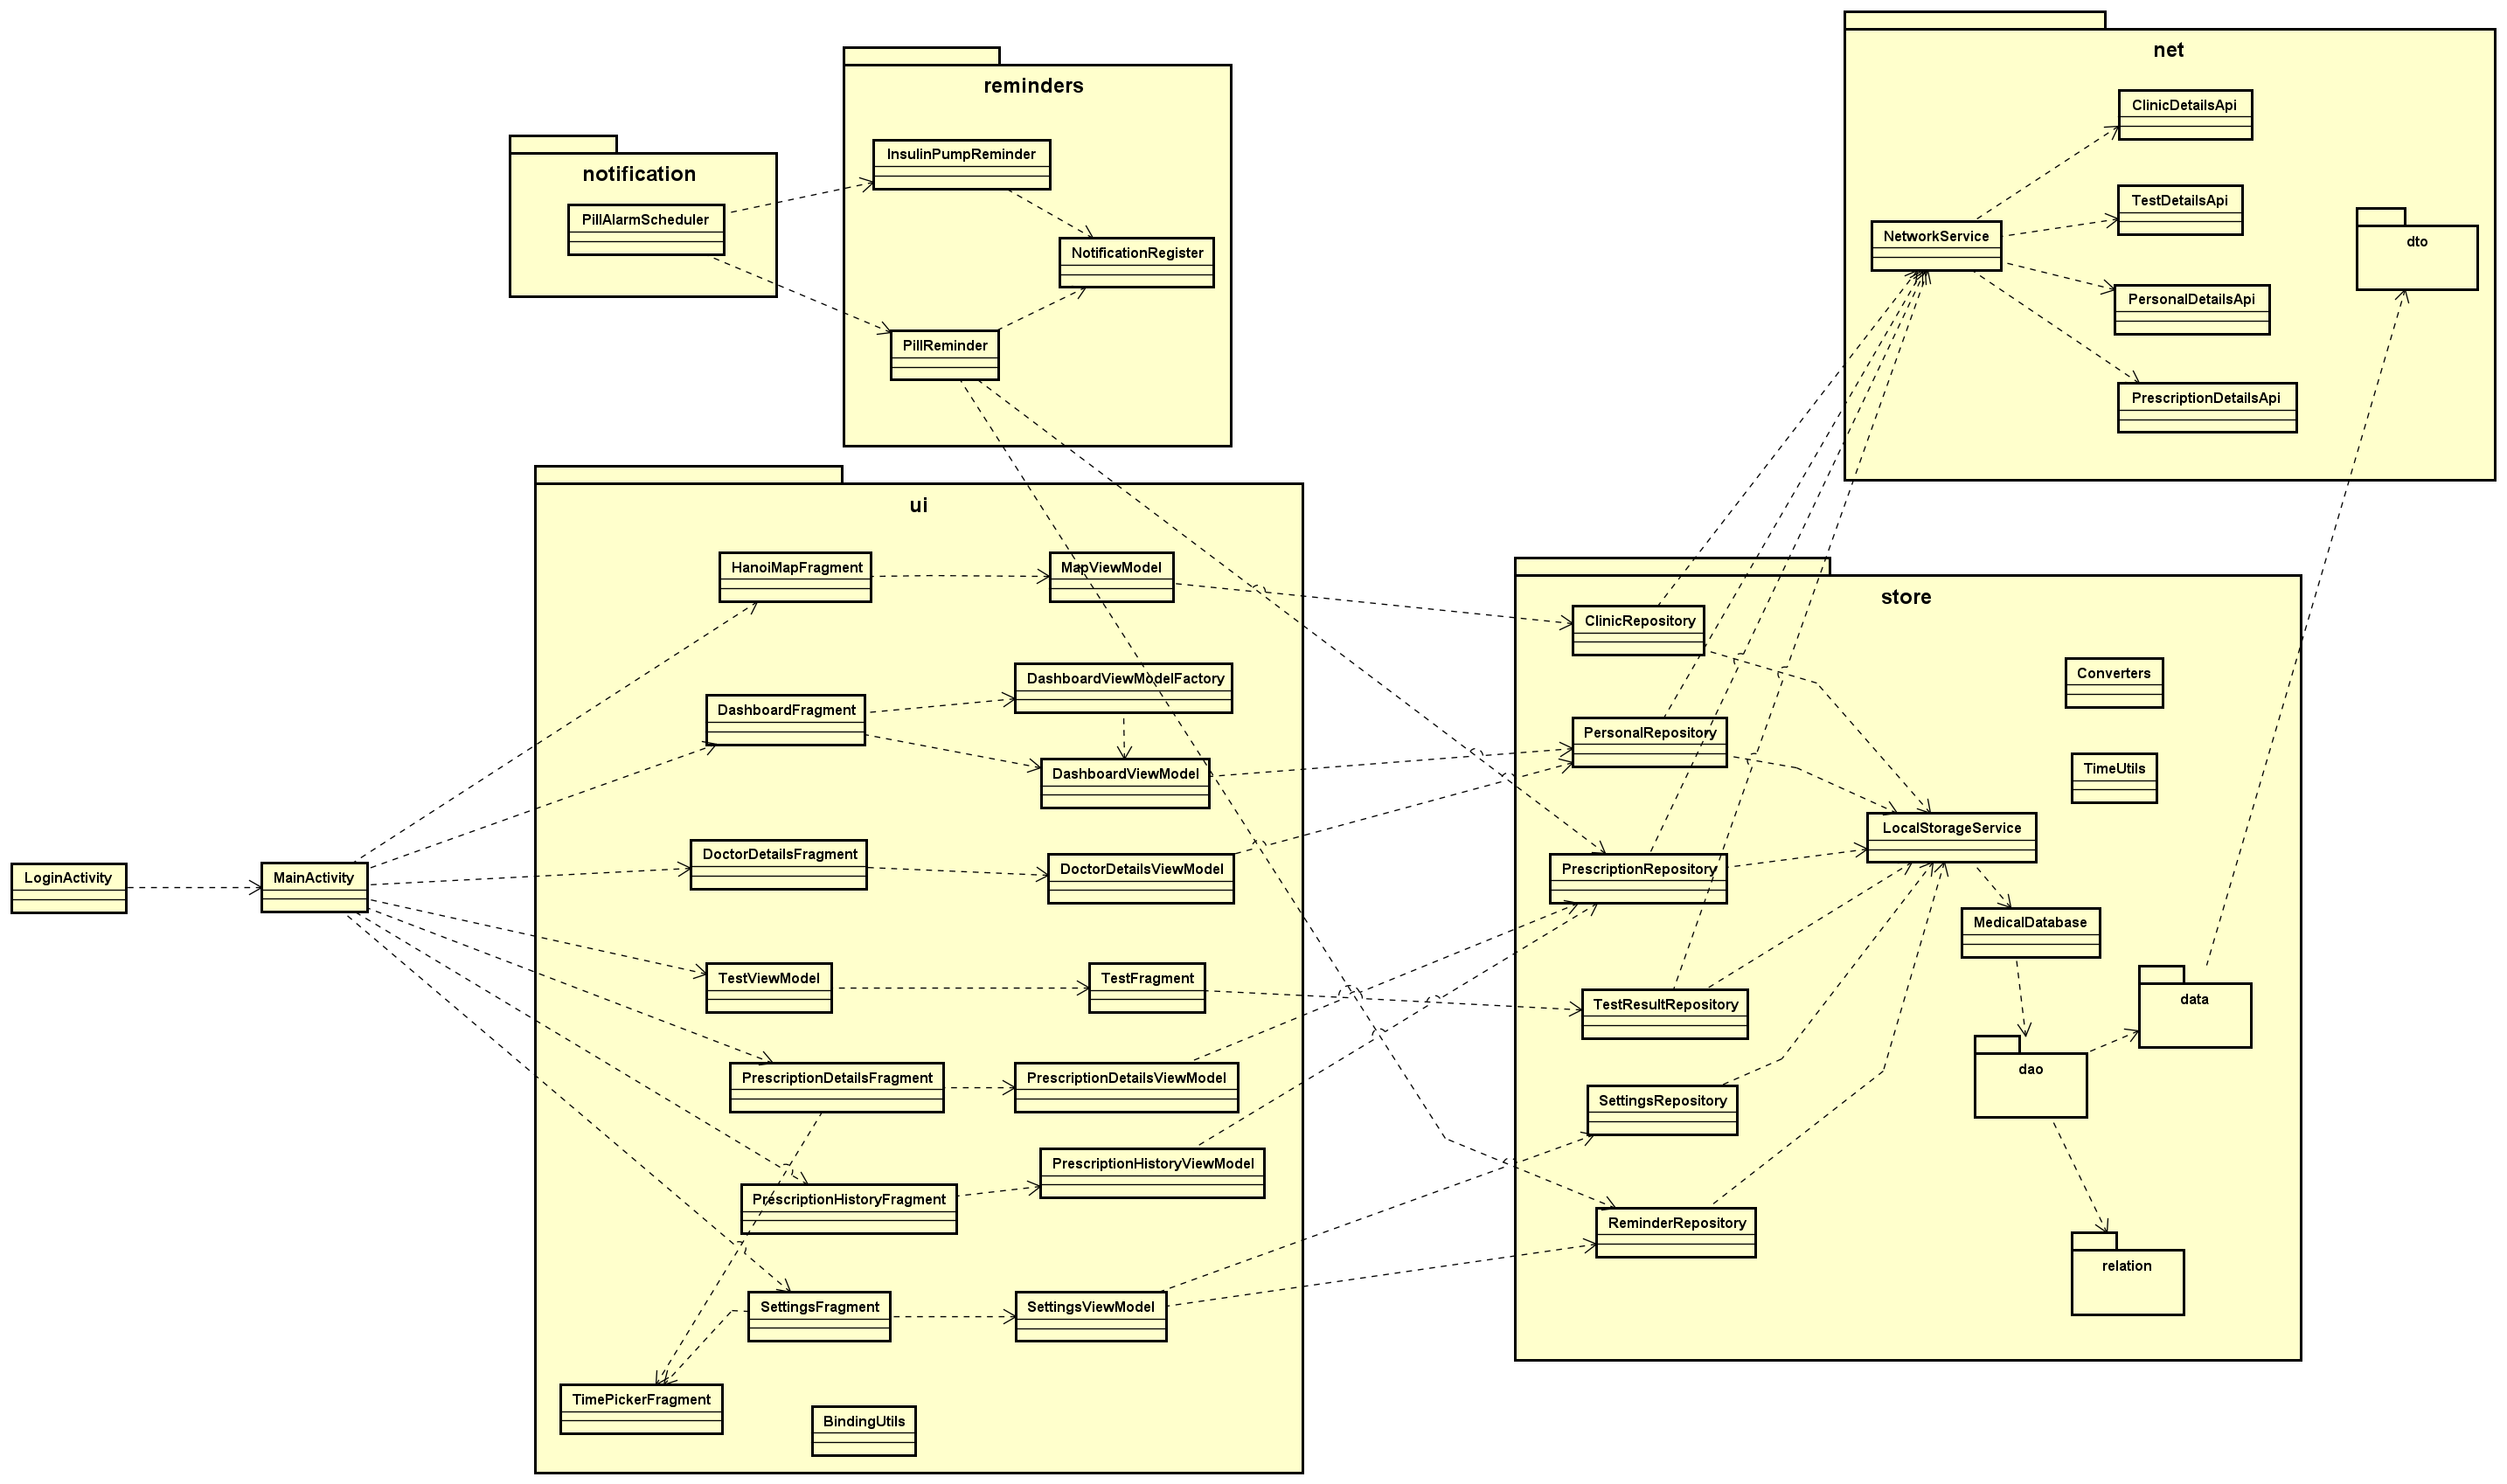 net
reminders
ClinicDetailsApi
InsulinPumpReminder
notification
TestDetailsApi
PillAlarmScheduler
NetworkService
dto
NotificationRegister
PersonalDetailsApi
PillReminder
PrescriptionDetailsApi
ui
HanoiMapFragment
MapViewModel
store
ClinicRepository
DashboardViewModelFactory
Converters
DashboardFragment
PersonalRepository
DashboardViewModel
TimeUtils
LocalStorageService
DoctorDetailsFragment
DoctorDetailsViewModel
PrescriptionRepository
LoginActivity
MainActivity
MedicalDatabase
TestViewModel
TestFragment
data
TestResultRepository
PrescriptionDetailsFragment
PrescriptionDetailsViewModel
dao
SettingsRepository
PrescriptionHistoryViewModel
PrescriptionHistoryFragment
ReminderRepository
relation
SettingsFragment
SettingsViewModel
TimePickerFragment
BindingUtils